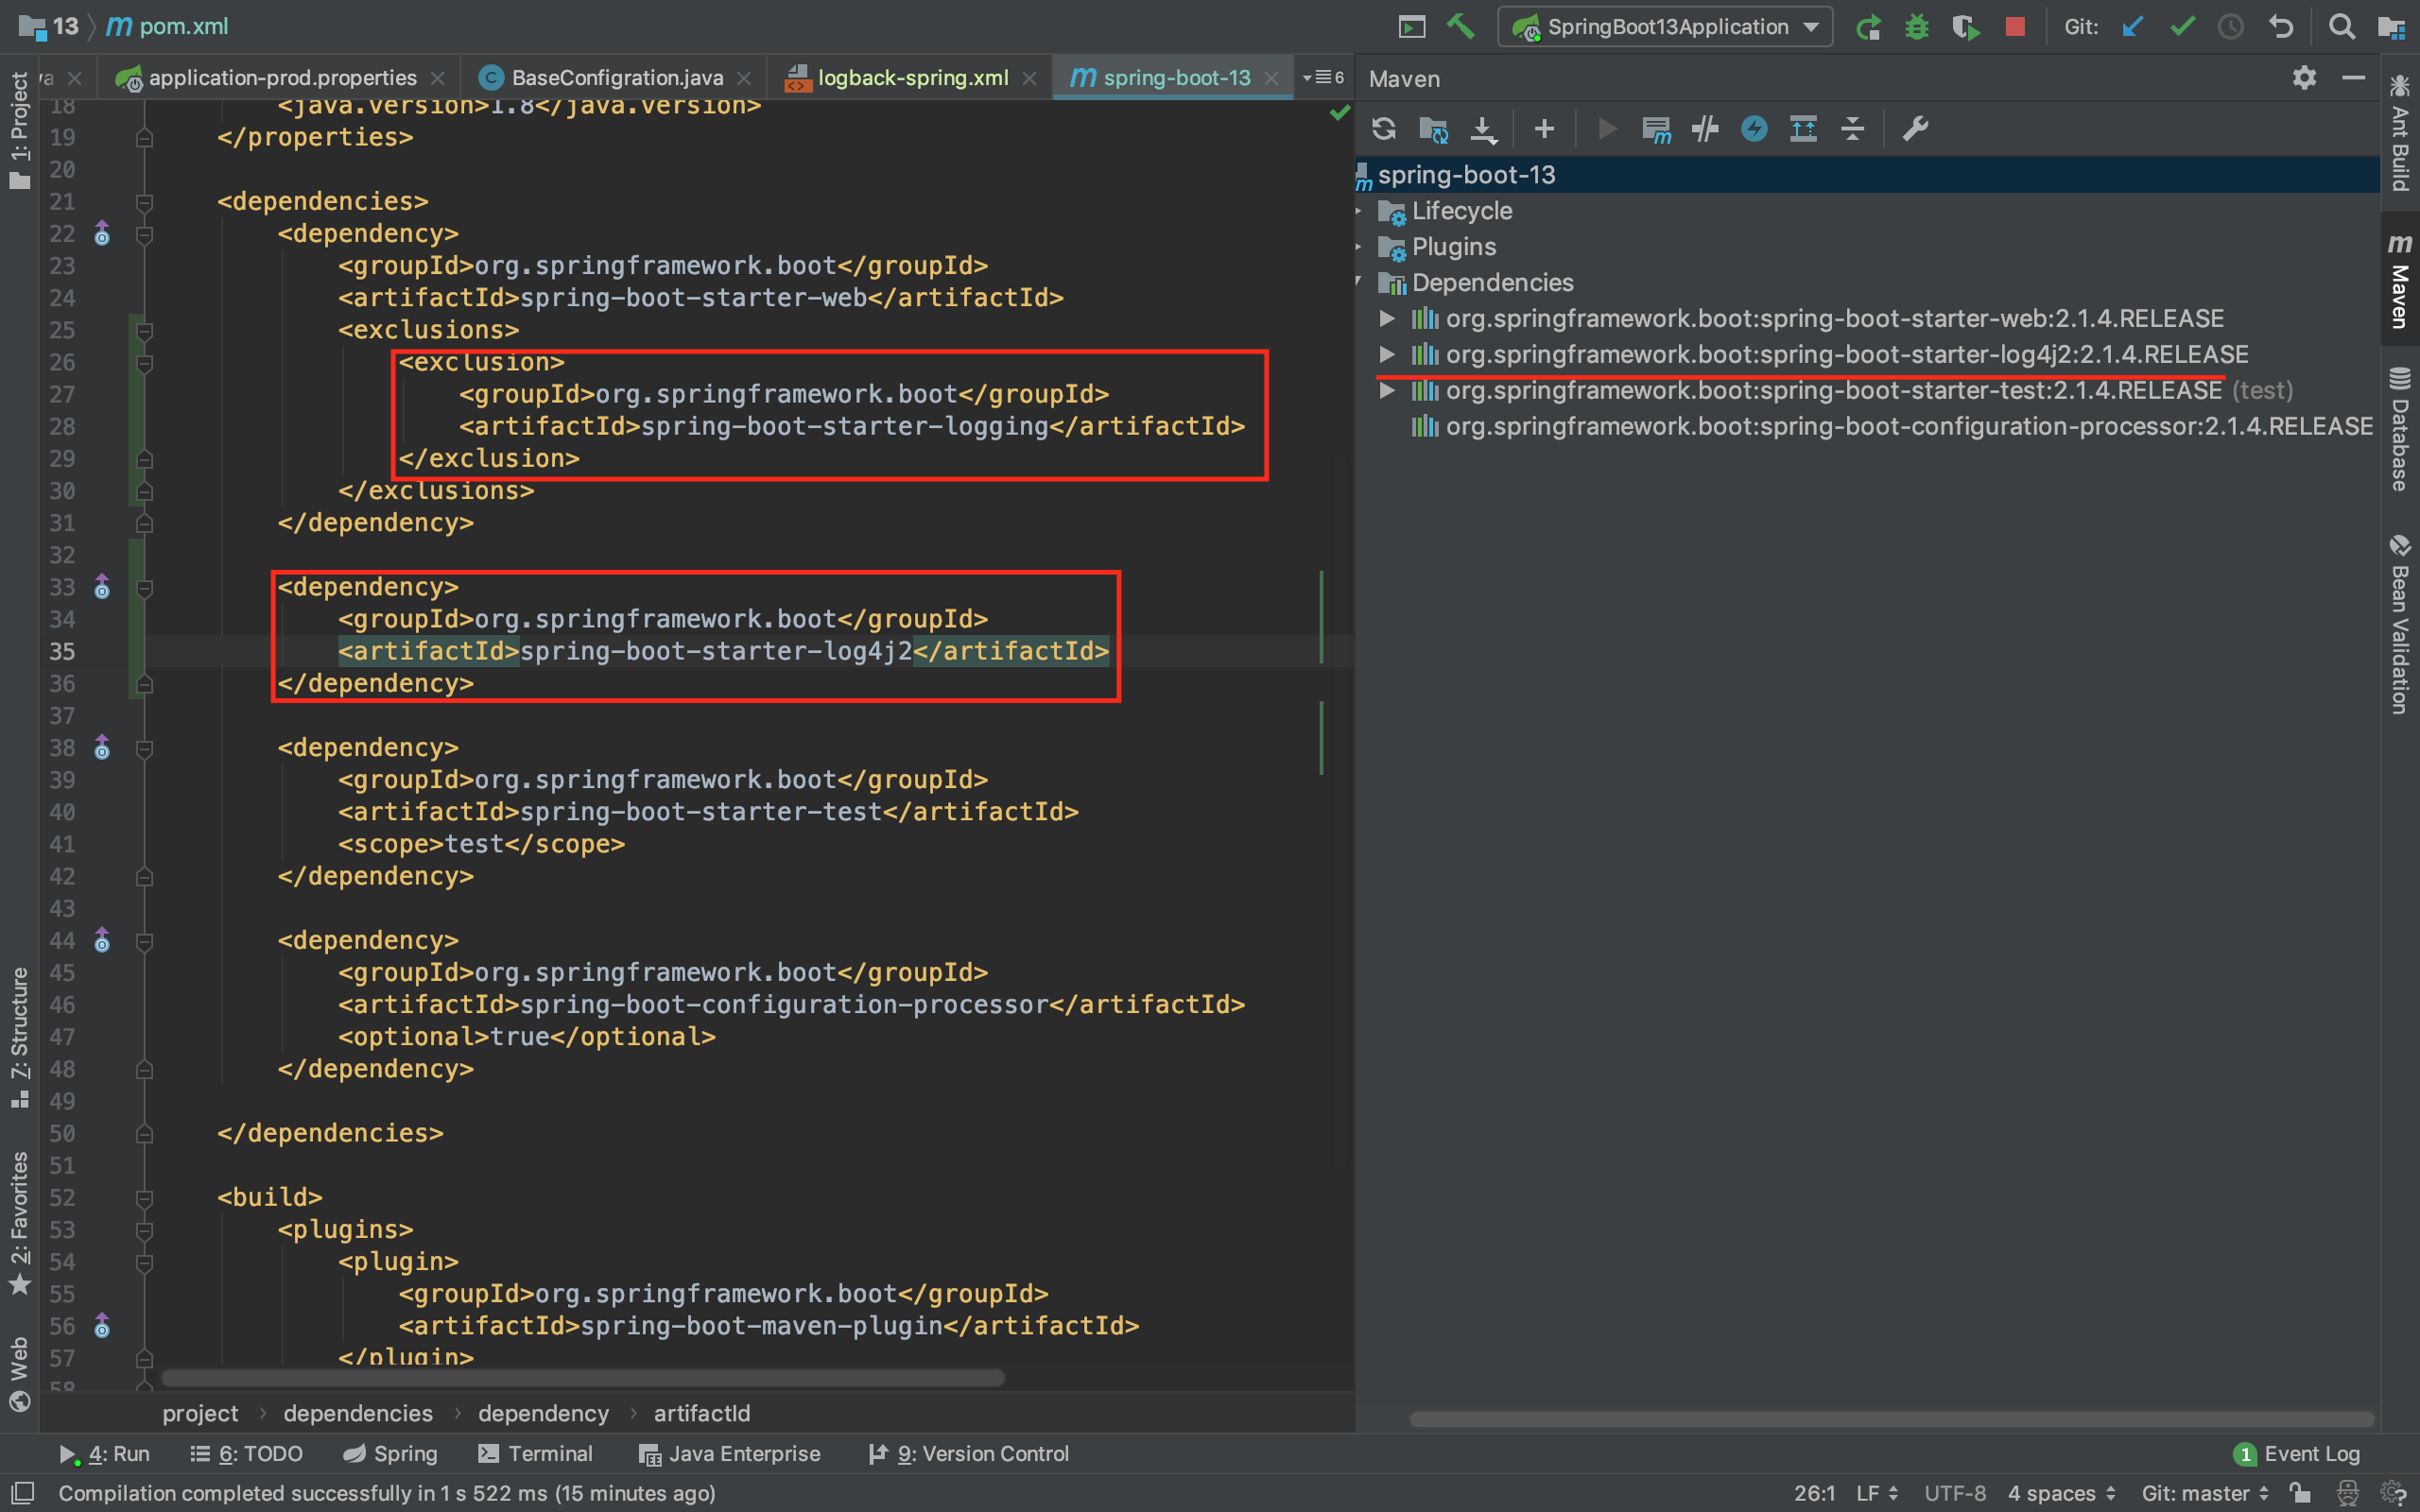 13 pom.xml
SpringBoot13Application Git:
application-prod.properties BaseConfigration.java logback-spring.xml spring-boot-13 6
Maven
1: Project
7: Structure
2: Favorites
Web
18 <java.version>1.8</java.version>
19 </properties>
20
21 <dependencies>
22 <dependency>
23 <groupId>org.springframework.boot</groupId>
24 <artifactId>spring-boot-starter-web</artifactId>
25 <exclusions>
26 <exclusion>
27 <groupId>org.springframework.boot</groupId>
28 <artifactId>spring-boot-starter-logging</artifactId>
29 </exclusion>
30 </exclusions>
31 </dependency>
32
33 <dependency>
34 <groupId>org.springframework.boot</groupId>
35 <artifactId>spring-boot-starter-log4j2</artifactId>
36 </dependency>
37
38 <dependency>
39 <groupId>org.springframework.boot</groupId>
40 <artifactId>spring-boot-starter-test</artifactId>
41 <scope>test</scope>
42 </dependency>
43
44 <dependency>
45 <groupId>org.springframework.boot</groupId>
46 <artifactId>spring-boot-configuration-processor</artifactId>
47 <optional>true</optional>
48 </dependency>
49
50 </dependencies>
51
52 <build>
53 <plugins>
54 <plugin>
55 <groupId>org.springframework.boot</groupId>
56 <artifactId>spring-boot-maven-plugin</artifactId>
57 </plugin>
58
project › dependencies › dependency › artifactId
spring-boot-13
Lifecycle
Plugins
Dependencies
org.springframework.boot:spring-boot-starter-web:2.1.4.RELEASE
org.springframework.boot:spring-boot-starter-log4j2:2.1.4.RELEASE
org.springframework.boot:spring-boot-starter-test:2.1.4.RELEASE (test)
org.springframework.boot:spring-boot-configuration-processor:2.1.4.RELEASE
Ant Build
m Maven
Database
Bean Validation
4: Run 6: TODO Spring Terminal Java Enterprise 9: Version Control 1 Event Log
Compilation completed successfully in 1 s 522 ms (15 minutes ago) 26:1 LF UTF-8 4 spaces Git: master